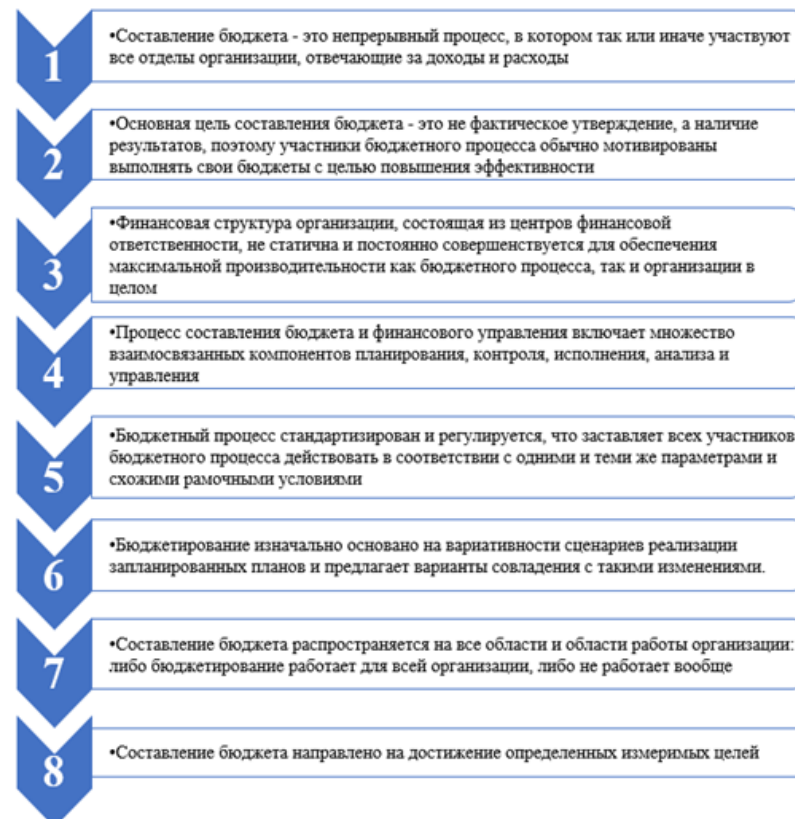 1
•Составление бюджета - это непрерывный процесс, в котором так или иначе участвуют
все отделы организации, отвечающие за доходы и расходы
2
•Основная цель составления бюджета - это не фактическое утверждение, а наличие
результатов, поэтому участники бюджетного процесса обычно мотивированы
выполнять свои бюджеты с целью повышения эффективности
3
•Финансовая структура организации, состоящая из центров финансовой
ответственности, не статична и постоянно совершенствуется для обеспечения
максимальной производительности как бюджетного процесса, так и организации в
целом
4
•Процесс составления бюджета и финансового управления включает множество
взаимосвязанных компонентов планирования, контроля, исполнения, анализа и
управления
5
•Бюджетный процесс стандартизирован и регулируется, что заставляет всех участников
бюджетного процесса действовать в соответствии с одними и теми же параметрами и
схожими рамочными условиями
6
•Бюджетирование изначально основано на вариативности сценариев реализации
запланированных планов и предлагает варианты совладения с такими изменениями.
7
•Составление бюджета распространяется на все области и области работы организации:
либо бюджетирование работает для всей организации, либо не работает вообще
8
•Составление бюджета направлено на достижение определенных измеримых целей